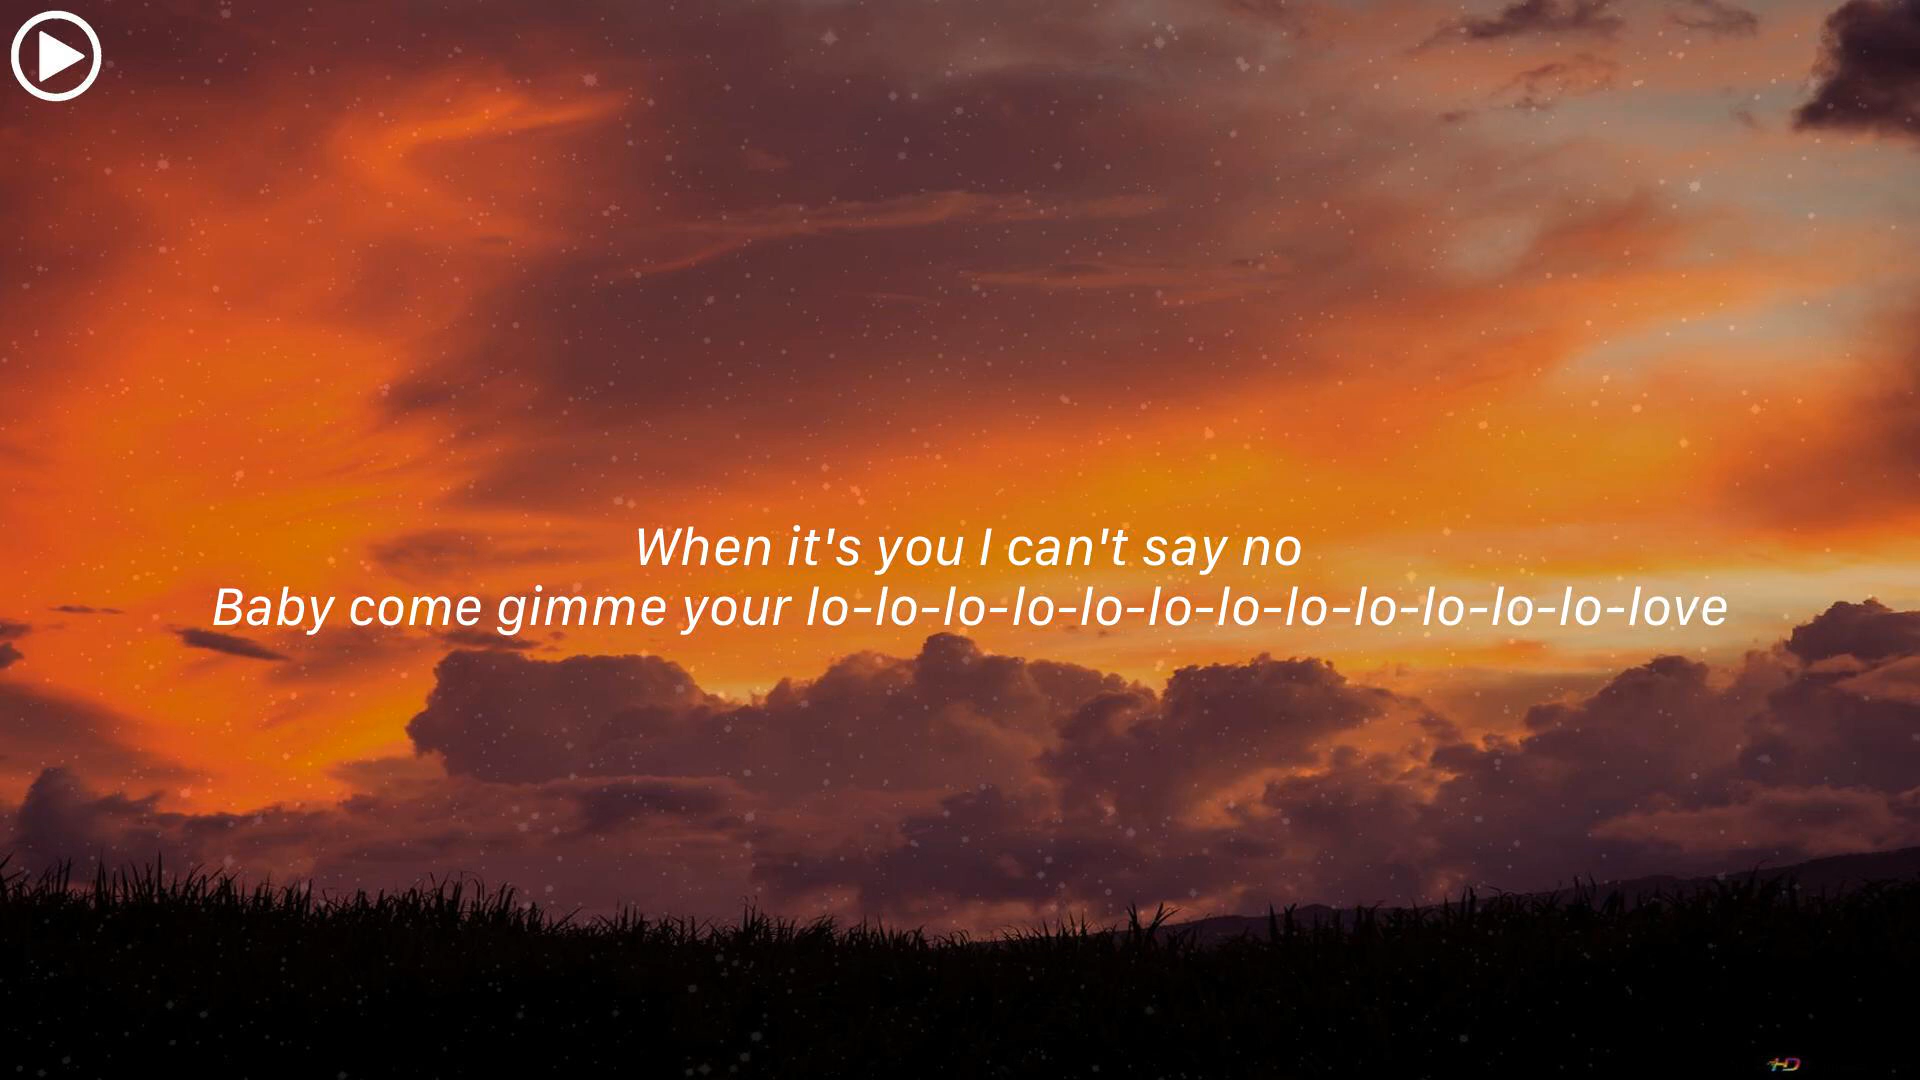 When it's you I can't say no
Baby come gimme your lo-lo-lo-lo-lo-lo-lo-lo-lo-lo-lo-lo-love
HD